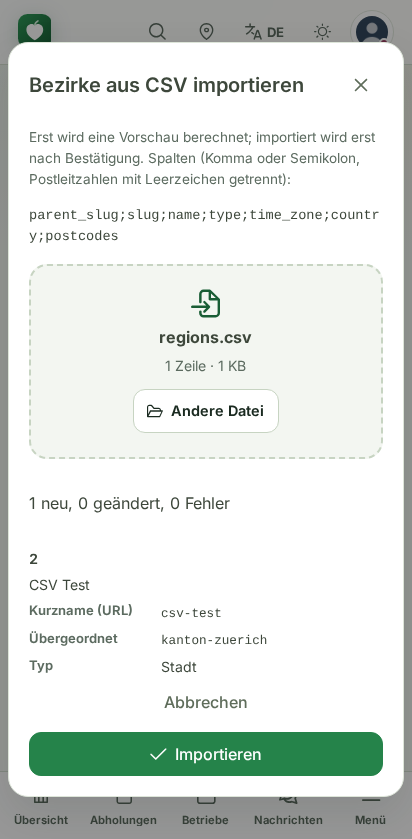 DE
Bezirke aus CSV importieren
Erst wird eine Vorschau berechnet; importiert wird erst
nach Bestätigung. Spalten (Komma oder Semikolon,
Postleitzahlen mit Leerzeichen getrennt):
parent_slug;slug;name;type;time_zone;countr
y;postcodes
regions.csv
1 Zeile · 1 KB
Andere Datei
1 neu, 0 geändert, 0 Fehler
2
CSV Test
Kurzname (URL) csv-test
Übergeordnet kanton-zuerich
Typ Stadt
Abbrechen
Importieren
Übersicht Abholungen Betriebe Nachrichten Menü